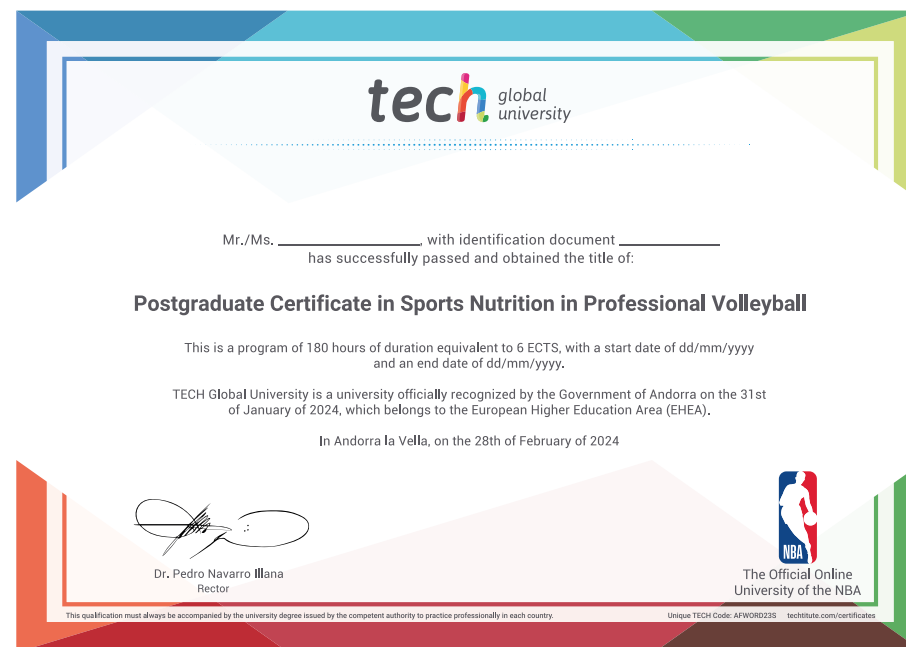 tech global university
Mr./Ms. ____________________, with identification document ______________
has successfully passed and obtained the title of:
Postgraduate Certificate in Sports Nutrition in Professional Volleyball
This is a program of 180 hours of duration equivalent to 6 ECTS, with a start date of dd/mm/yyyy
and an end date of dd/mm/yyyy.
TECH Global University is a university officially recognized by the Government of Andorra on the 31st
of January of 2024, which belongs to the European Higher Education Area (EHEA).
In Andorra la Vella, on the 28th of February of 2024
Dr. Pedro Navarro Illana
Rector
NBA
The Official Online
University of the NBA
This qualification must always be accompanied by the university degree issued by the competent authority to practice professionally in each country.
Unique TECH Code: AFWORD23S techtitute.com/certificates